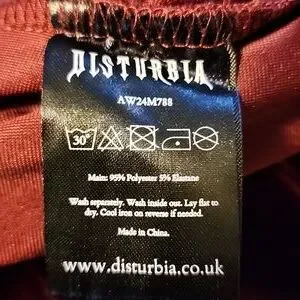 DISTURBIA
AW24M788
30°
Main: 95% Polyester 5% Elastane
Wash separately. Wash inside out. Lay flat to
dry. Cool iron on reverse if needed.
Made in China.
www.disturbia.co.uk